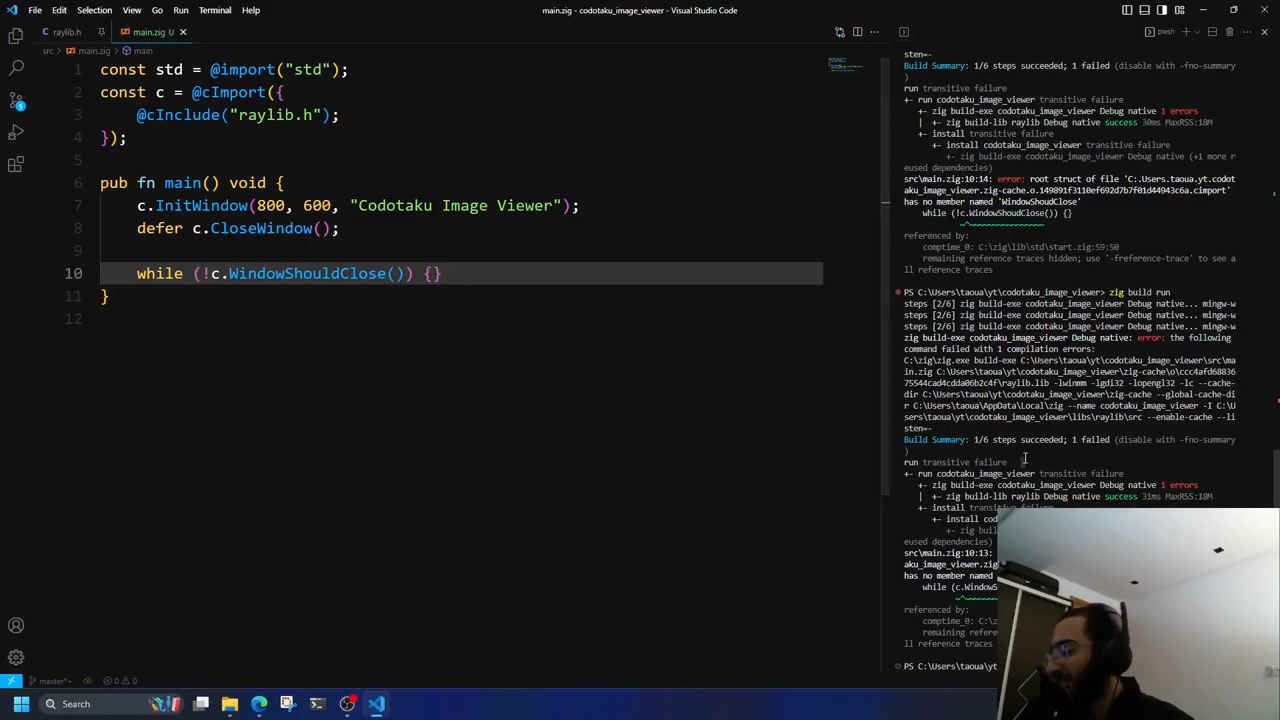 File Edit Selection View Go Run Terminal Help
main.zig - codotaku_image_viewer - Visual Studio Code
raylib.h
main.zig U
src > main.zig > main
1 const std = @import("std");
2 const c = @cImport({
3 @cInclude("raylib.h");
4 });
5
6 pub fn main() void {
7 c.InitWindow(800, 600, "Codotaku Image Viewer");
8 defer c.CloseWindow();
9
10 while (!c.WindowShouldClose()) {}
11 }
12
pwsh
sten=-
Build Summary: 1/6 steps succeeded; 1 failed (disable with -fno-summary
)
run transitive failure
+- run codotaku_image_viewer transitive failure
+- zig build-exe codotaku_image_viewer Debug native 1 errors
| +- zig build-lib raylib Debug native success 30ms MaxRSS:18M
+- install transitive failure
+- install codotaku_image_viewer transitive failure
+- zig build-exe codotaku_image_viewer Debug native (+1 more r
eused dependencies)
src\main.zig:10:14: error: root struct of file 'C:.Users.taoua.yt.codot
aku_image_viewer.zig-cache.o.149891f3110ef692d7b7f01d44943c6a.cimport'
has no member named 'WindowShoudClose'
while (!c.WindowShoudClose()) {}
~^~~~~~~~~~~~~~~~~
referenced by:
comptime_0: C:\zig\lib\std\start.zig:59:50
remaining reference traces hidden; use '-freference-trace' to see a
ll reference traces
PS C:\Users\taoua\yt\codotaku_image_viewer> zig build run
steps [2/6] zig build-exe codotaku_image_viewer Debug native... mingw-w
steps [2/6] zig build-exe codotaku_image_viewer Debug native... mingw-w
steps [2/6] zig build-exe codotaku_image_viewer Debug native... mingw-w
zig build-exe codotaku_image_viewer Debug native: error: the following
command failed with 1 compilation errors:
C:\zig\zig.exe build-exe C:\Users\taoua\yt\codotaku_image_viewer\src\ma
in.zig C:\Users\taoua\yt\codotaku_image_viewer\zig-cache\o\ccc4afd68836
75544cad4cdda06b2c4f\raylib.lib -lwinmm -lgdi32 -lopengl32 -lc --cache-
dir C:\Users\taoua\yt\codotaku_image_viewer\zig-cache --global-cache-di
r C:\Users\taoua\AppData\Local\zig --name codotaku_image_viewer -I C:\U
sers\taoua\yt\codotaku_image_viewer\libs\raylib\src --enable-cache --li
sten=-
Build Summary: 1/6 steps succeeded; 1 failed (disable with -fno-summary
)
run transitive failure
+- run codotaku_image_viewer transitive failure
+- zig build-exe codotaku_image_viewer Debug native 1 errors
| +- zig build-lib raylib Debug native success 31ms MaxRSS:18M
+- install transitive failure
+- install cod
+- zig bu
eused dependencies)
src\main.zig:10:13:
aku_image_viewer.zig
has no member named
while (c.WindowS
~^~~~~~~
referenced by:
comptime_0: C:\z
remaining refere
ll reference traces
PS C:\Users\taoua\yt
master*+
0 0
Search